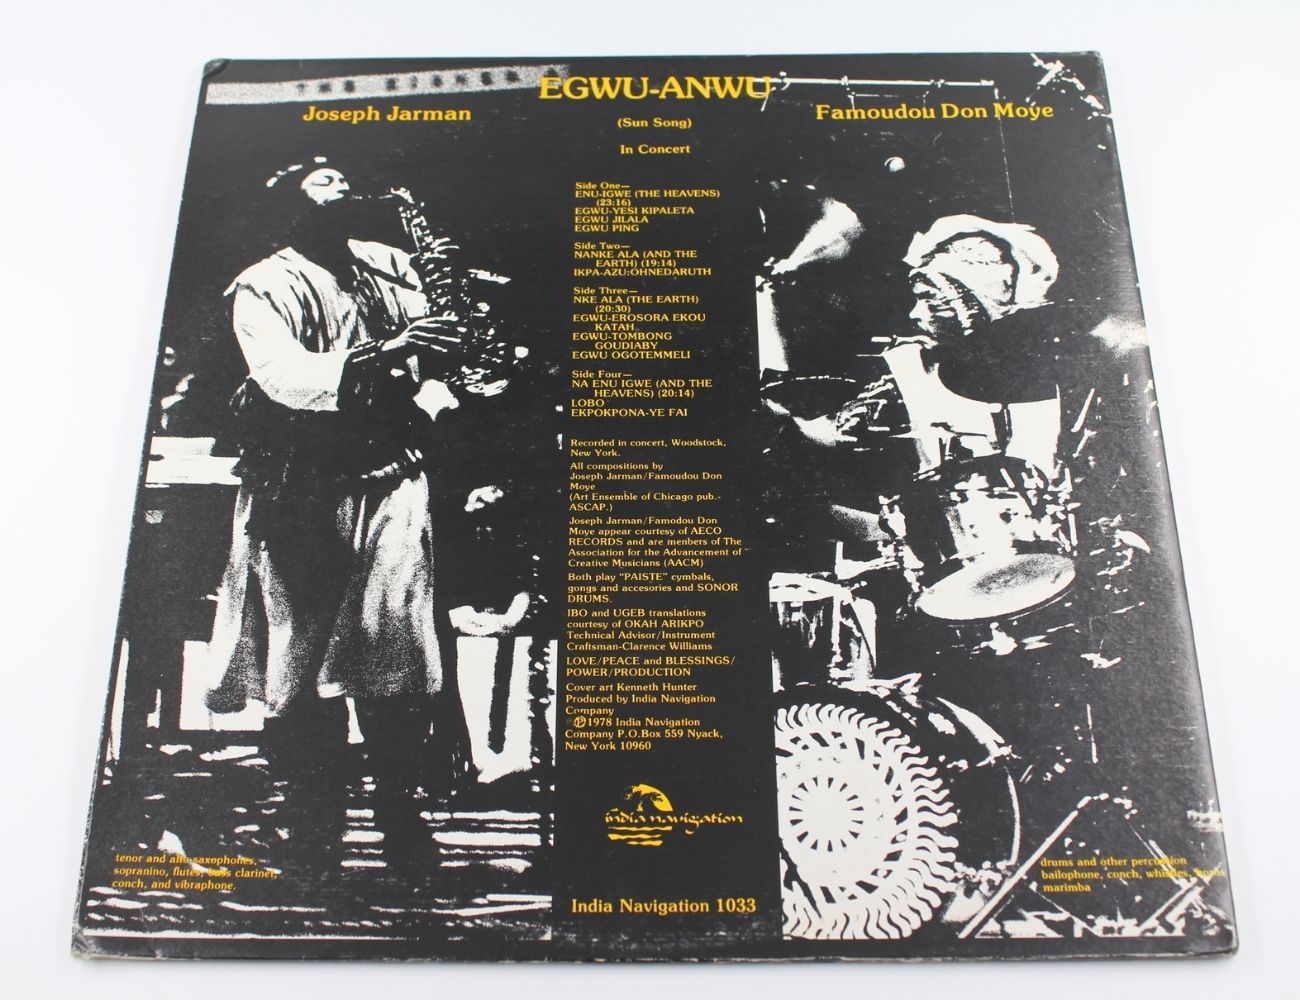 EGWU-ANWU
Joseph Jarman
Famoudou Don Moye
(Sun Song)
In Concert
Side One—
ENU-IGWE (THE HEAVENS)
(23:16)
EGWU-YESI KIPALETA
EGWU JILALA
EGWU PING
Side Two—
NANKE ALA (AND THE
EARTH) (19:14)
IKPA-AZU:OHNEDARUTH
Side Three—
NKE ALA (THE EARTH)
(20:30)
EGWU-EROSORA EKOU
KATAH
EGWU-TOMBONG
GOUDIABY
EGWU OGOTEMMELI
Side Four—
NA ENU IGWE (AND THE
HEAVENS) (20:14)
LOBO
EKPOKPONA-YE FAI
Recorded in concert, Woodstock,
New York.
All compositions by
Joseph Jarman/Famoudou Don
Moye
(Art Ensemble of Chicago pub.-
ASCAP.)
Joseph Jarman/Famodou Don
Moye appear courtesy of AECO
RECORDS and are menbers of The
Association for the Advancement of
Creative Musicians (AACM)
Both play "PAISTE" cymbals,
gongs and accesories and SONOR
DRUMS.
IBO and UGEB translations
courtesy of OKAH ARIKPO
Technical Advisor/Instrument
Craftsman-Clarence Williams
LOVE/PEACE and BLESSINGS/
POWER/PRODUCTION
Cover art Kenneth Hunter
Produced by India Navigation
Company
℗1978 India Navigation
Company P.O.Box 559 Nyack,
New York 10960
india navigation
tenor and alto saxophones,
sopranino, flutes, bass clarinet,
conch, and vibraphone.
drums and other percussion
bailophone, conch, whistles, horns
marimba
India Navigation 1033